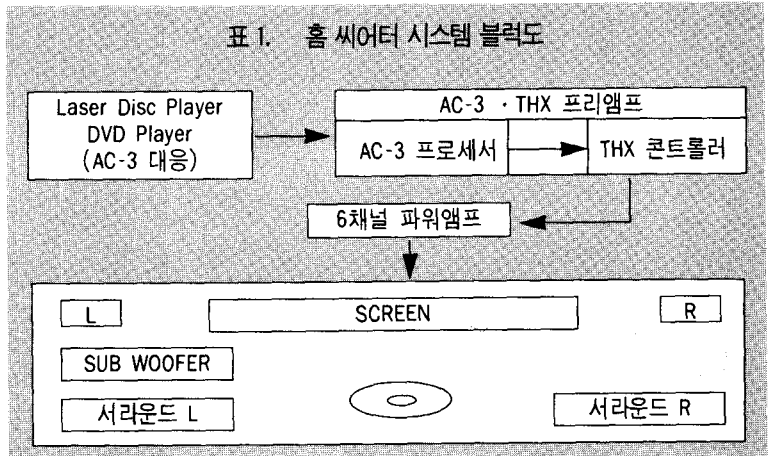 표 1. 홈 씨어터 시스템 블럭도
Laser Disc Player
DVD Player
(AC-3 대응)
AC-3 · THX 프리앰프
AC-3 프로세서
THX 콘트롤러
6채널 파워앰프
L
SCREEN
R
SUB WOOFER
서라운드 L
서라운드 R